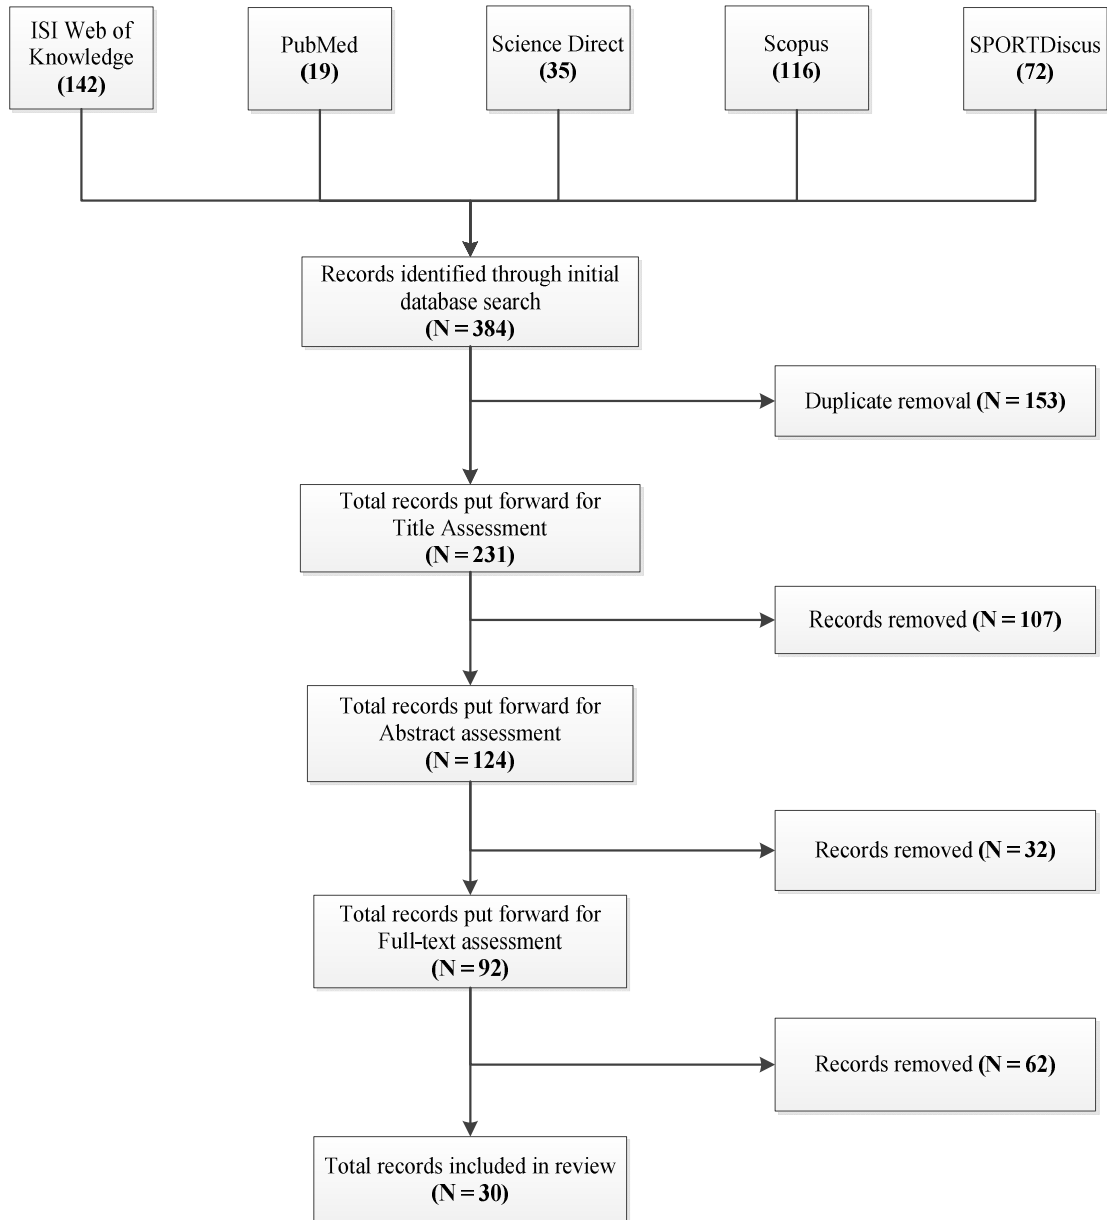 ISI Web of
Knowledge
(142)
PubMed
(19)
Science Direct
(35)
Scopus
(116)
SPORTDiscus
(72)
Records identified through initial
database search
(N = 384)
Duplicate removal (N = 153)
Total records put forward for
Title Assessment
(N = 231)
Records removed (N = 107)
Total records put forward for
Abstract assessment
(N = 124)
Records removed (N = 32)
Total records put forward for
Full-text assessment
(N = 92)
Records removed (N = 62)
Total records included in review
(N = 30)